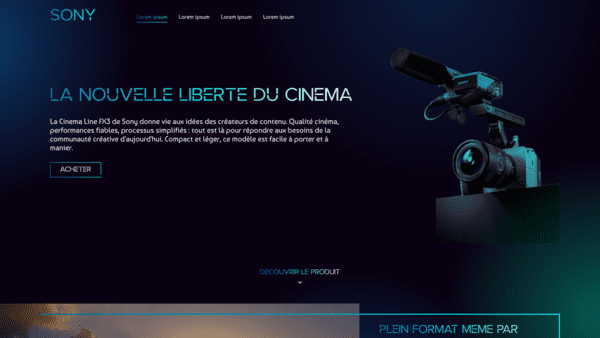 SONY
Lorem ipsum Lorem ipsum Lorem ipsum Lorem ipsum
LA NOUVELLE LIBERTE DU CINEMA
La Cinema Line FX3 de Sony donne vie aux idées des créateurs de contenu. Qualité cinéma,
performances fiables, processus simplifiés : tout est là pour répondre aux besoins de la
communauté créative d'aujourd'hui. Compact et léger, ce modèle est facile à porter et à
manier.
ACHETER
DECOUVRIR LE PRODUIT
PLEIN FORMAT MEME PAR